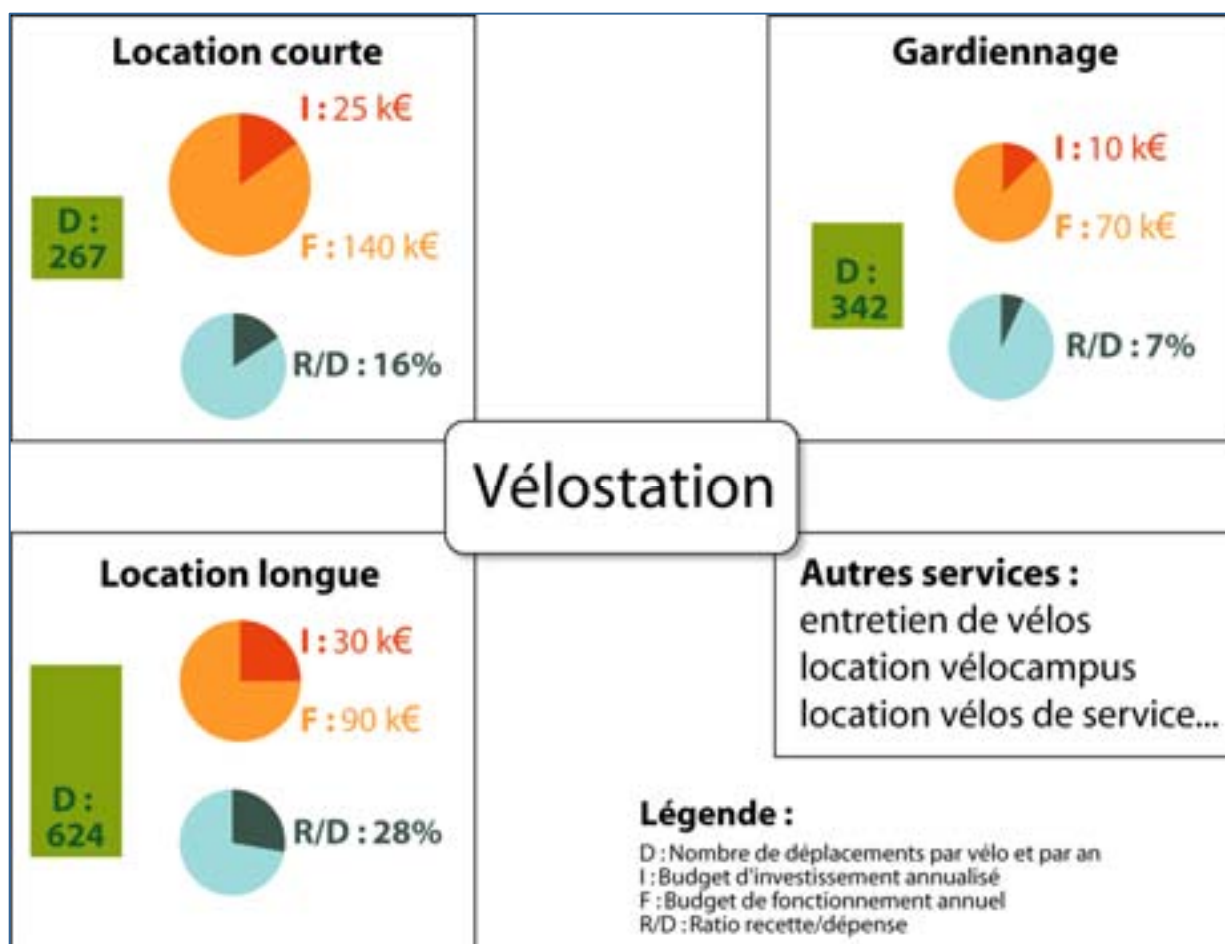 Location courte
I : 25 k€
D :
267
F : 140 k€
R/D : 16%
Gardiennage
I : 10 k€
F : 70 k€
D :
342
R/D : 7%
Vélostation
Location longue
I : 30 k€
F : 90 k€
D :
624
R/D : 28%
Autres services :
entretien de vélos
location vélocampus
location vélos de service...
Légende :
D : Nombre de déplacements par vélo et par an
I : Budget d'investissement annualisé
F : Budget de fonctionnement annuel
R/D : Ratio recette/dépense